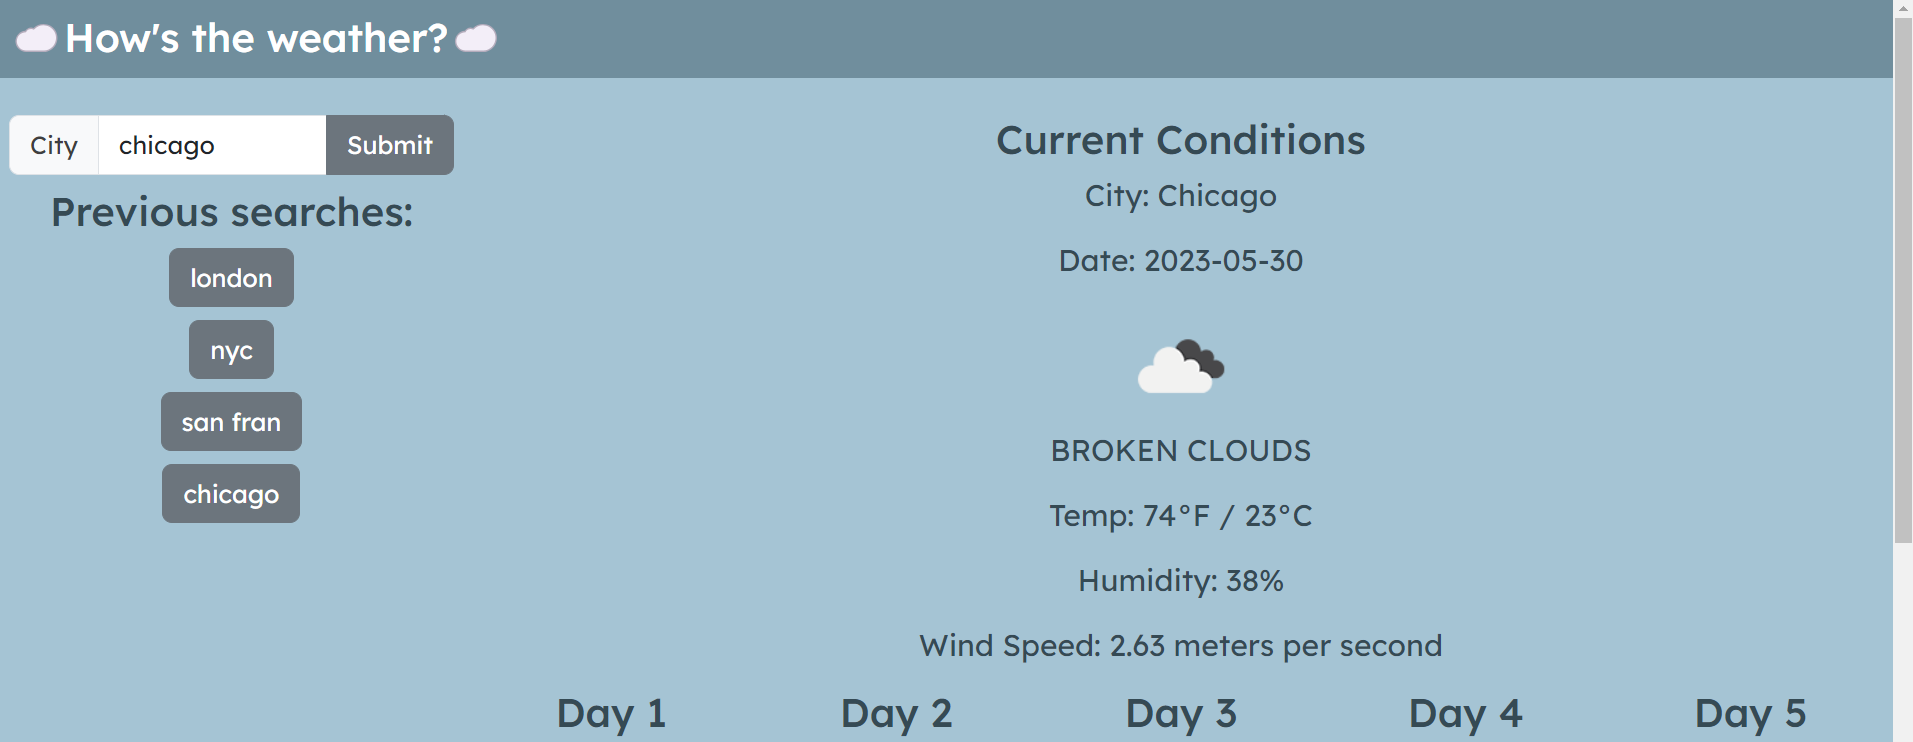 How's the weather?
City chicago Submit
Previous searches:
london
nyc
san fran
chicago
Current Conditions
City: Chicago
Date: 2023-05-30
BROKEN CLOUDS
Temp: 74°F / 23°C
Humidity: 38%
Wind Speed: 2.63 meters per second
Day 1 Day 2 Day 3 Day 4 Day 5